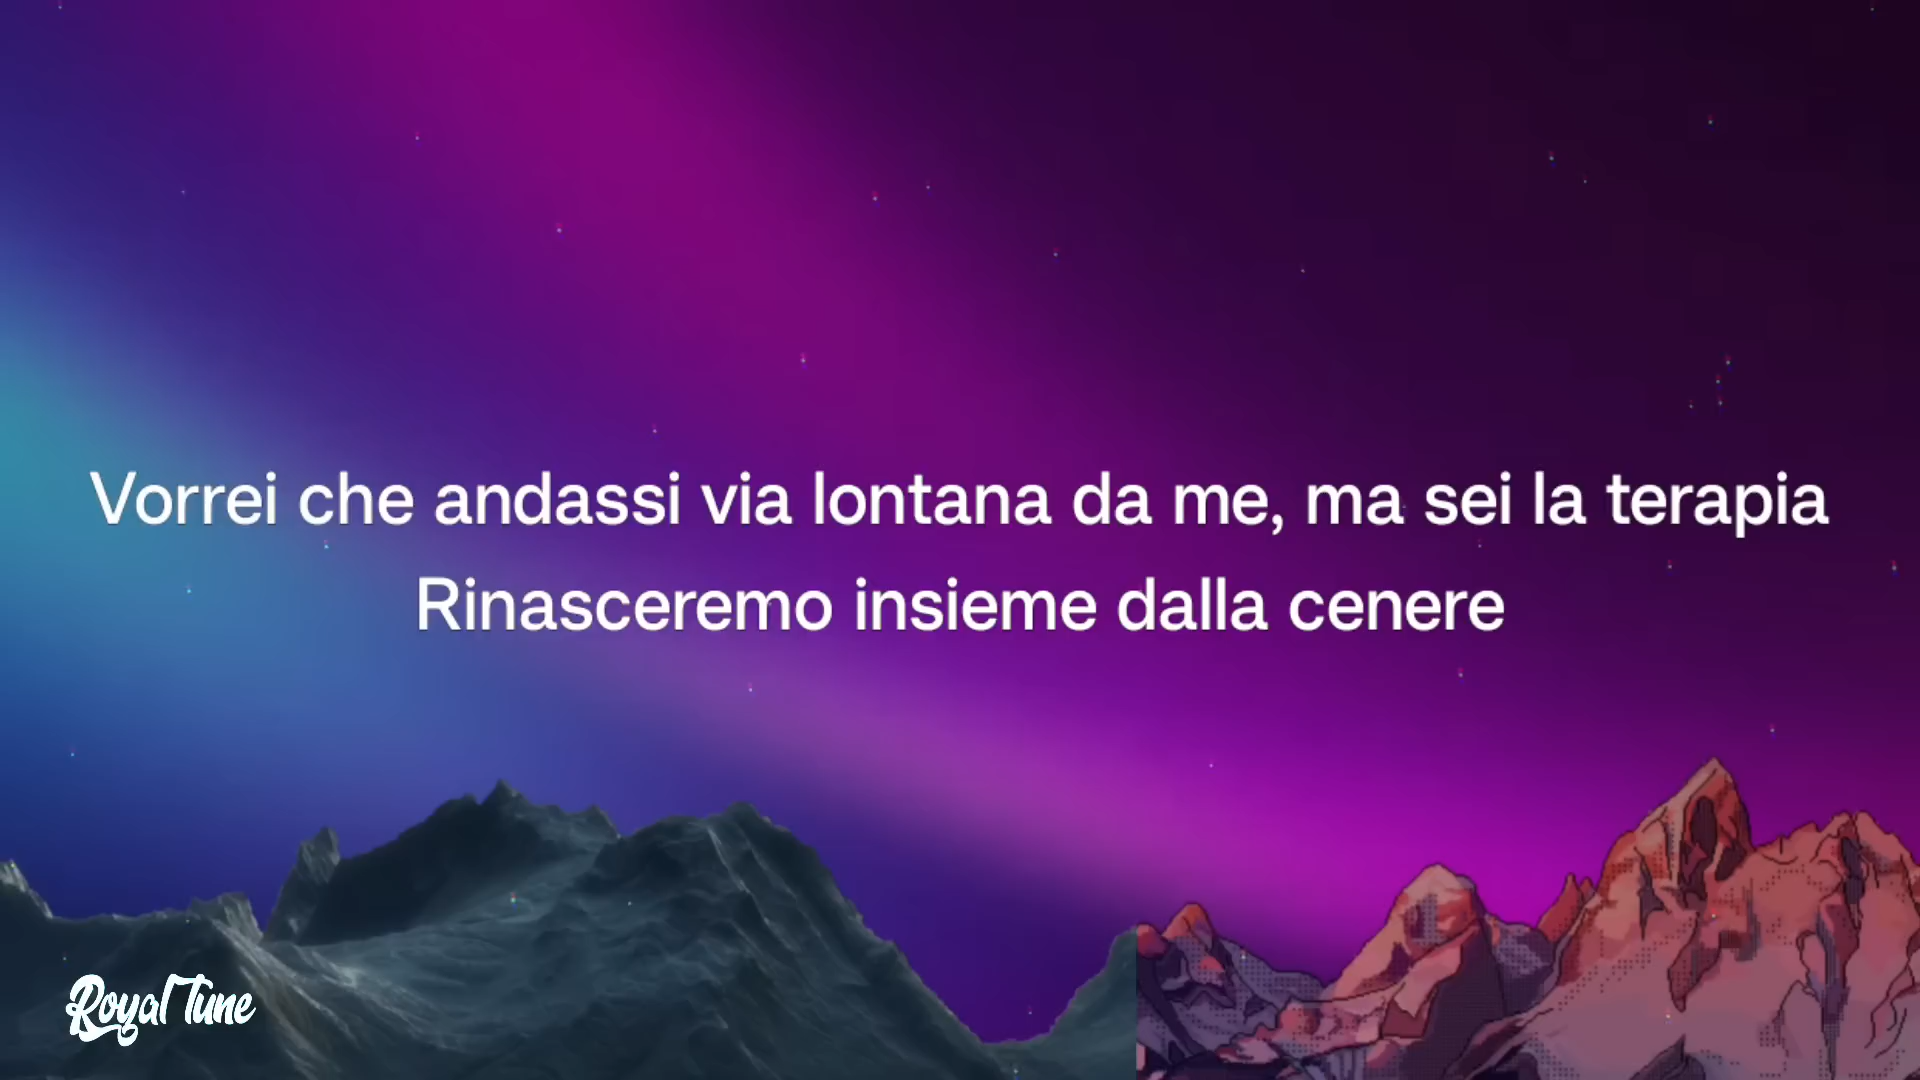 Vorrei che andassi via lontana da me, ma sei la terapia
Rinasceremo insieme dalla cenere
Royal Tune